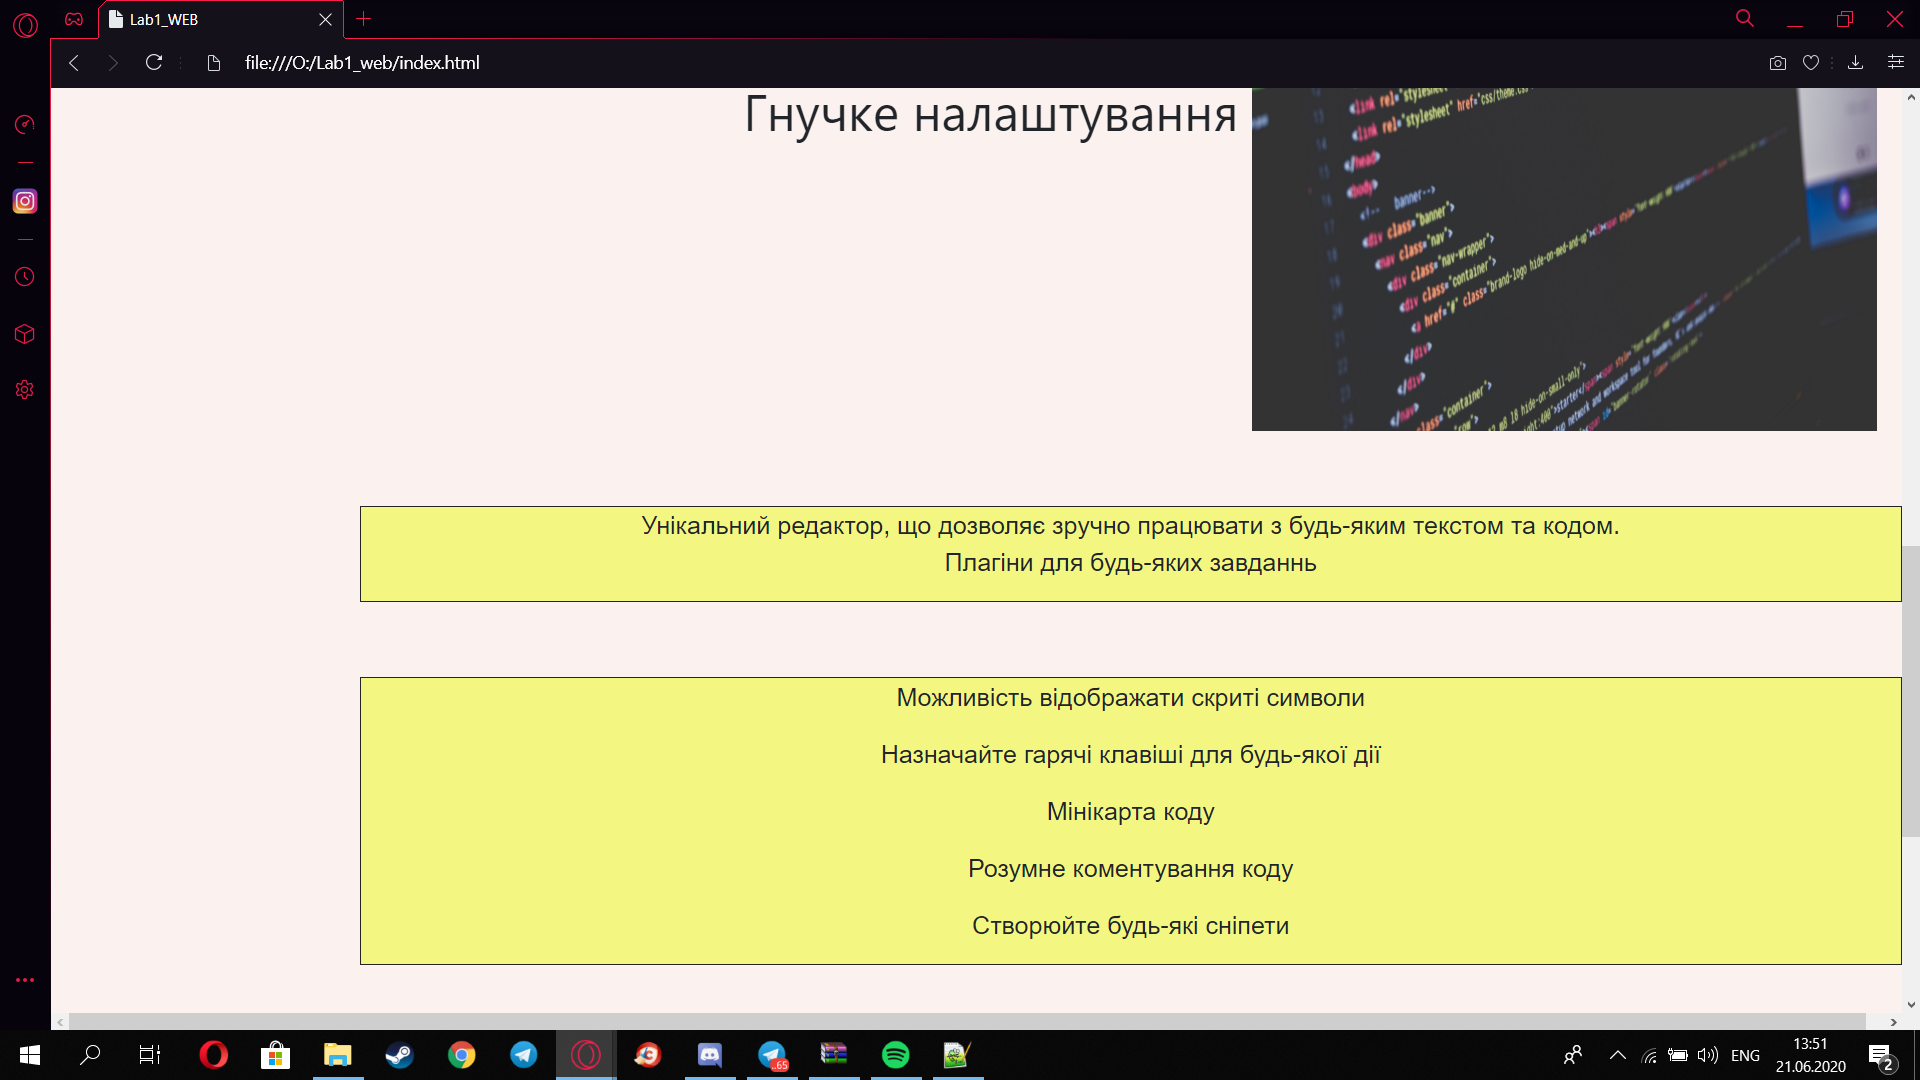 Lab1_WEB
file:///O:/Lab1_web/index.html
Гнучке налаштування
<link rel="stylesheet" href="css/theme.css
</head>
<body>
<!-- banner-->
<div class="banner">
<nav class="nav">
<div class="nav-wrapper">
<div class="container">
<a href="#" class="brand-logo hide-on-med-and-up">
</div>
</div>
</nav>
class="container">
Унікальний редактор, що дозволяє зручно працювати з будь-яким текстом та кодом.
Плагіни для будь-яких завданнь
Можливість відображати скриті символи
Назначайте гарячі клавіші для будь-якої дії
Мінікарта коду
Розумне коментування коду
Створюйте будь-які сніпети
..65
ENG
13:51
21.06.2020
2